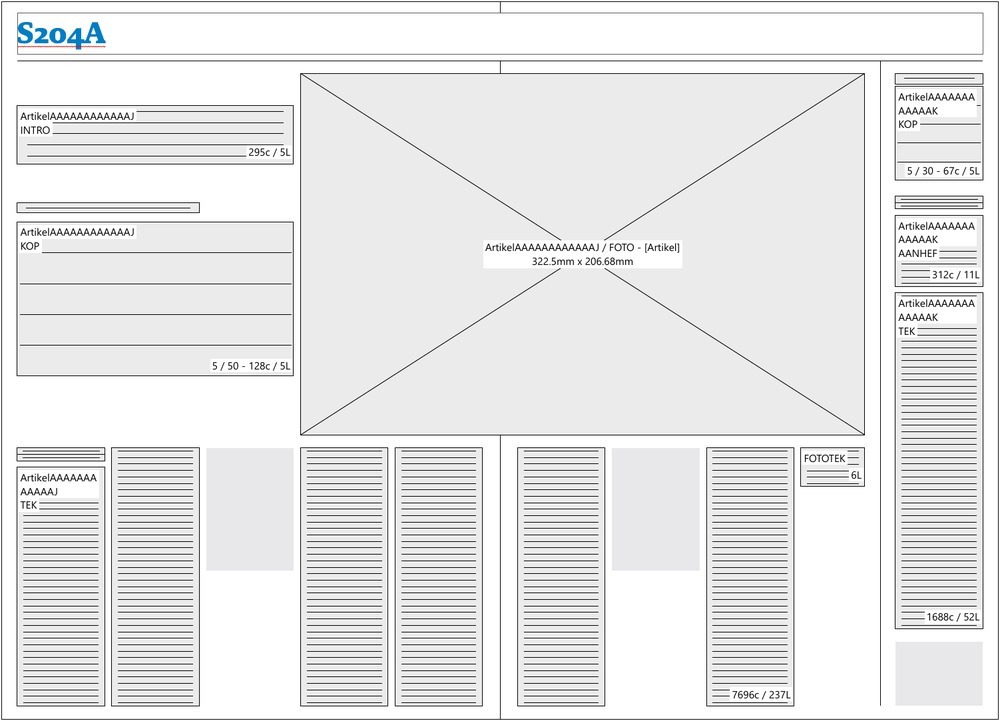 S204A
ArtikelAAAAAAAAAAAAJ
INTRO
295c / 5L
ArtikelAAAAAAAAAAAAJ
KOP
5 / 50 - 128c / 5L
ArtikelAAAAAAAAAAAAJ / FOTO - [Artikel]
322.5mm x 206.68mm
ArtikelAAAAAAA
AAAAAJ
TEK
7696c / 237L
FOTOTEK
6L
ArtikelAAAAAAA
AAAAAK
KOP
5 / 30 - 67c / 5L
ArtikelAAAAAAA
AAAAAK
AANHEF
312c / 11L
ArtikelAAAAAAA
AAAAAK
TEK
1688c / 52L